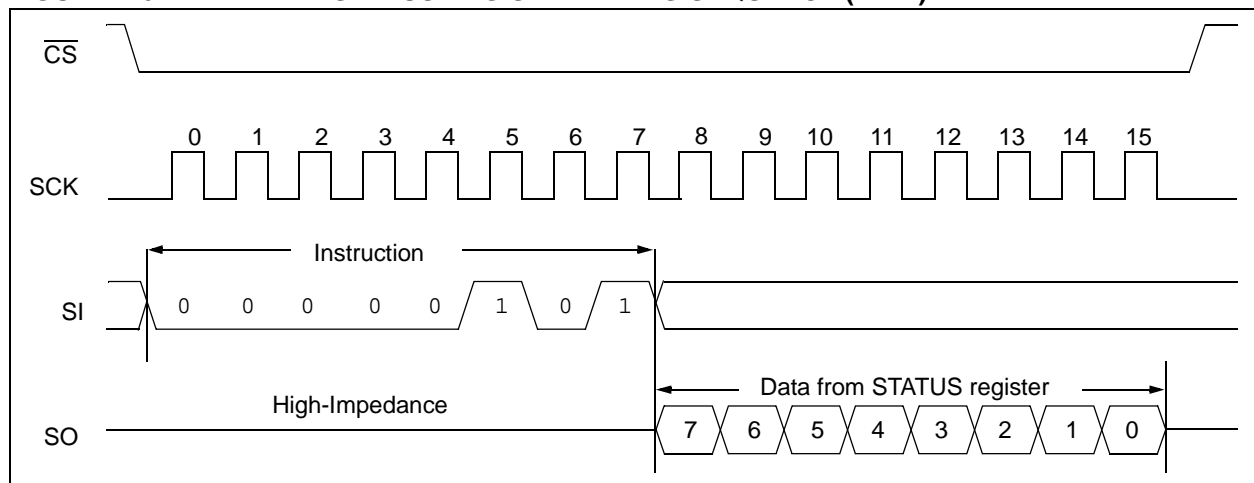 CS
0 1 2 3 4 5 6 7 8 9 10 11 12 13 14 15
SCK
Instruction
SI 0 0 0 0 0 1 0 1
Data from STATUS register
High-Impedance
SO 7 6 5 4 3 2 1 0